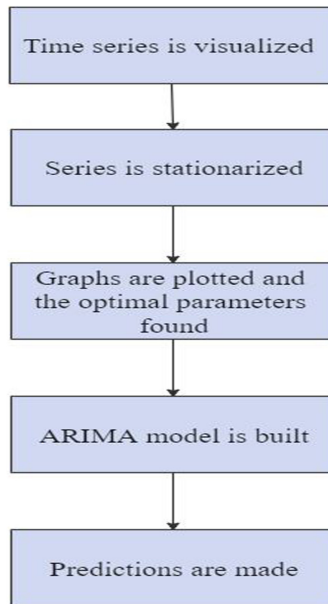 Time series is visualized
Series is stationarized
Graphs are plotted and
the optimal parameters
found
ARIMA model is built
Predictions are made